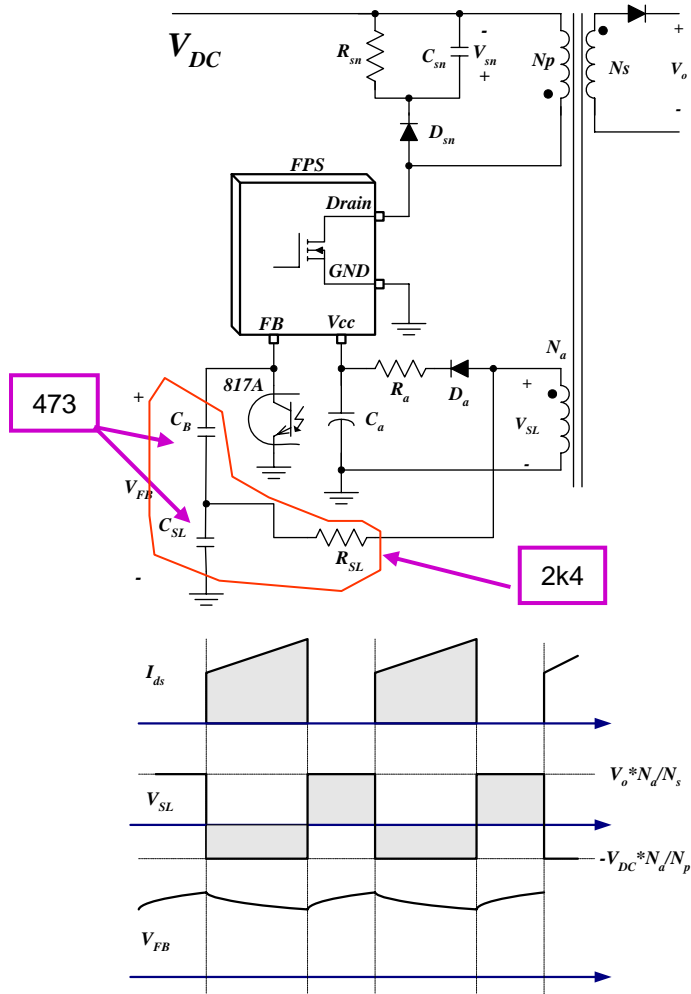 V_DC
R_sn
C_sn
-
V_sn
+
Np
Ns
+
V_o
-
D_sn
FPS
Drain
GND
FB
Vcc
N_a
473
+
817A
C_B
R_a
D_a
C_a
+
V_SL
-
V_FB
C_SL
R_SL
-
2k4
I_ds
V_o*N_a/N_s
V_SL
-V_DC*N_a/N_p
V_FB